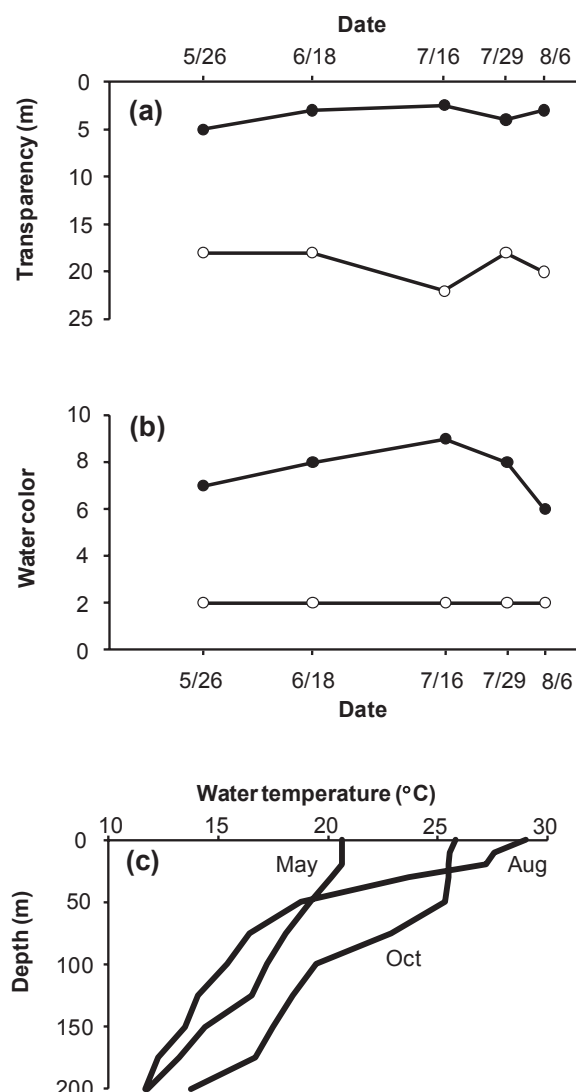 Date
5/26 6/18 7/16 7/29 8/6
0
5
10
15
20
25
Transparency (m)
(a)
10
8
6
4
2
0
Water color
(b)
5/26 6/18 7/16 7/29 8/6
Date
Water temperature (°C)
10 15 20 25 30
0
50
100
150
200
Depth (m)
(c)
May
Aug
Oct